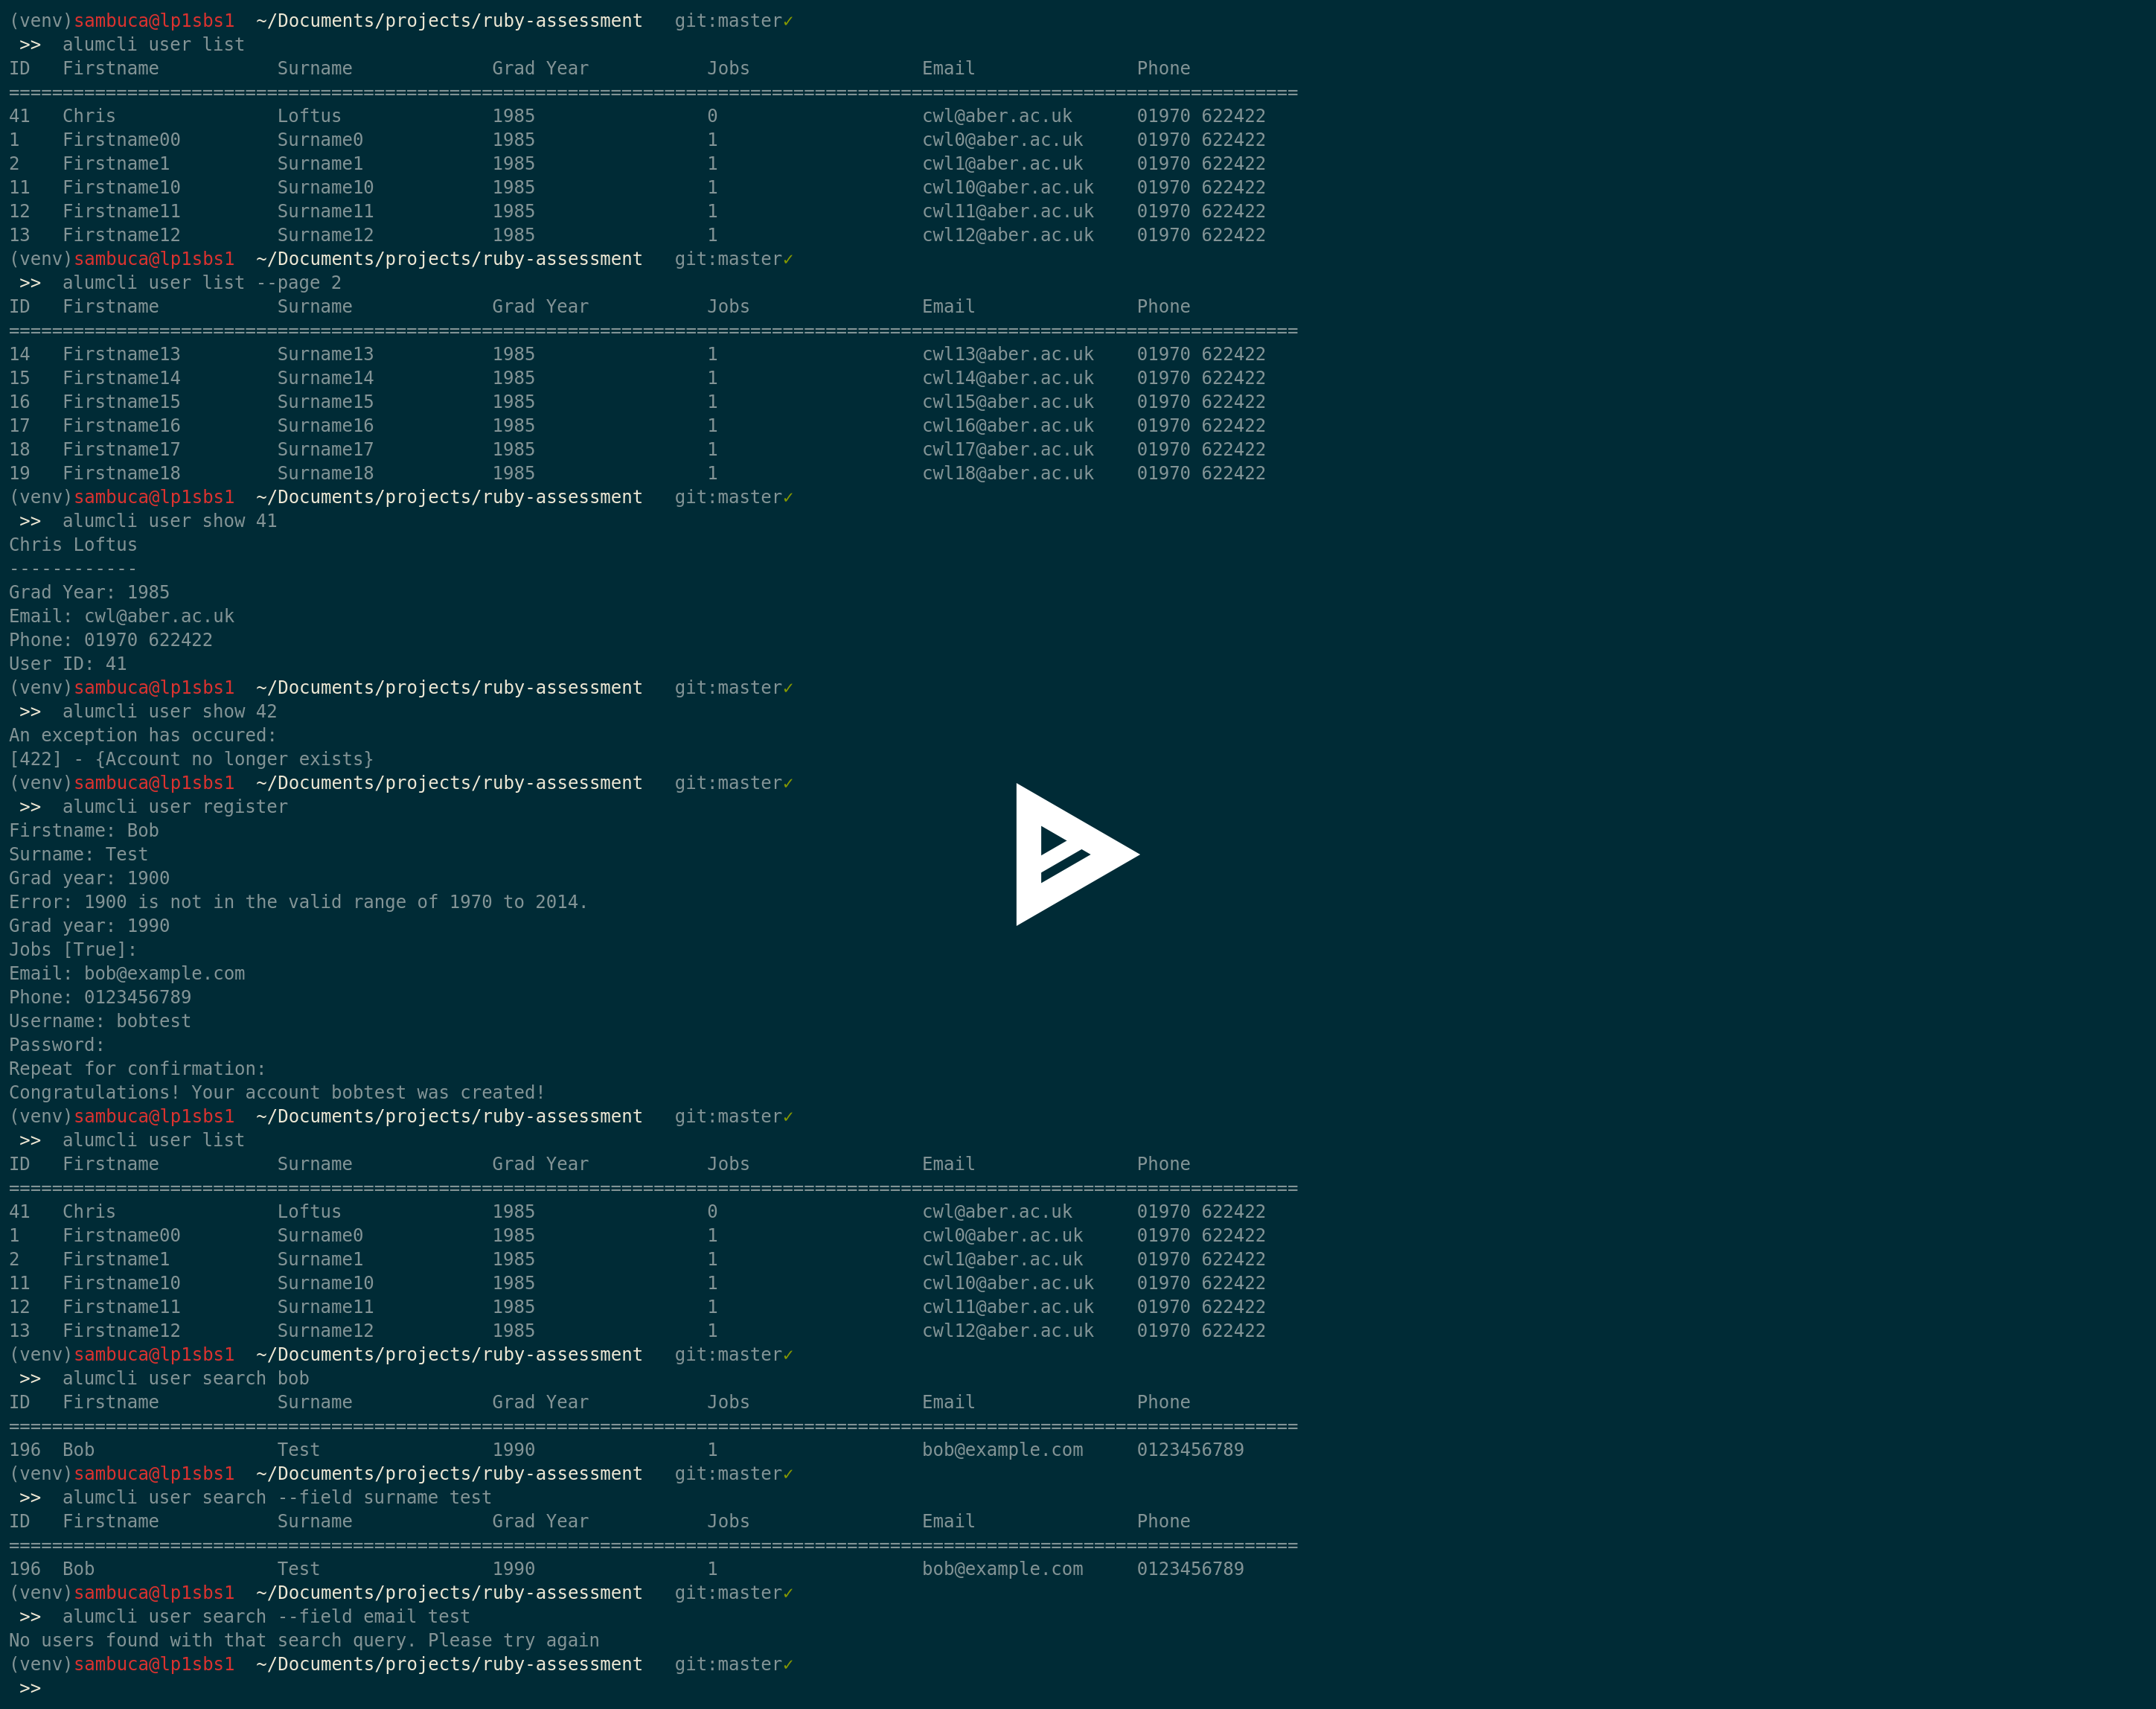 (venv)sambuca@lp1sbs1  ~/Documents/projects/ruby-assessment   git:master✓
 >>  alumcli user list
ID   Firstname           Surname             Grad Year           Jobs                Email               Phone
========================================================================================================================
41   Chris               Loftus              1985                0                   cwl@aber.ac.uk      01970 622422
1    Firstname00         Surname0            1985                1                   cwl0@aber.ac.uk     01970 622422
2    Firstname1          Surname1            1985                1                   cwl1@aber.ac.uk     01970 622422
11   Firstname10         Surname10           1985                1                   cwl10@aber.ac.uk    01970 622422
12   Firstname11         Surname11           1985                1                   cwl11@aber.ac.uk    01970 622422
13   Firstname12         Surname12           1985                1                   cwl12@aber.ac.uk    01970 622422
(venv)sambuca@lp1sbs1  ~/Documents/projects/ruby-assessment   git:master✓
 >>  alumcli user list --page 2
ID   Firstname           Surname             Grad Year           Jobs                Email               Phone
========================================================================================================================
14   Firstname13         Surname13           1985                1                   cwl13@aber.ac.uk    01970 622422
15   Firstname14         Surname14           1985                1                   cwl14@aber.ac.uk    01970 622422
16   Firstname15         Surname15           1985                1                   cwl15@aber.ac.uk    01970 622422
17   Firstname16         Surname16           1985                1                   cwl16@aber.ac.uk    01970 622422
18   Firstname17         Surname17           1985                1                   cwl17@aber.ac.uk    01970 622422
19   Firstname18         Surname18           1985                1                   cwl18@aber.ac.uk    01970 622422
(venv)sambuca@lp1sbs1  ~/Documents/projects/ruby-assessment   git:master✓
 >>  alumcli user show 41
Chris Loftus
------------
Grad Year: 1985
Email: cwl@aber.ac.uk
Phone: 01970 622422
User ID: 41
(venv)sambuca@lp1sbs1  ~/Documents/projects/ruby-assessment   git:master✓
 >>  alumcli user show 42
An exception has occured:
[422] - {Account no longer exists}
(venv)sambuca@lp1sbs1  ~/Documents/projects/ruby-assessment   git:master✓
 >>  alumcli user register
Firstname: Bob
Surname: Test
Grad year: 1900
Error: 1900 is not in the valid range of 1970 to 2014.
Grad year: 1990
Jobs [True]:
Email: bob@example.com
Phone: 0123456789
Username: bobtest
Password:
Repeat for confirmation:
Congratulations! Your account bobtest was created!
(venv)sambuca@lp1sbs1  ~/Documents/projects/ruby-assessment   git:master✓
 >>  alumcli user list
ID   Firstname           Surname             Grad Year           Jobs                Email               Phone
========================================================================================================================
41   Chris               Loftus              1985                0                   cwl@aber.ac.uk      01970 622422
1    Firstname00         Surname0            1985                1                   cwl0@aber.ac.uk     01970 622422
2    Firstname1          Surname1            1985                1                   cwl1@aber.ac.uk     01970 622422
11   Firstname10         Surname10           1985                1                   cwl10@aber.ac.uk    01970 622422
12   Firstname11         Surname11           1985                1                   cwl11@aber.ac.uk    01970 622422
13   Firstname12         Surname12           1985                1                   cwl12@aber.ac.uk    01970 622422
(venv)sambuca@lp1sbs1  ~/Documents/projects/ruby-assessment   git:master✓
 >>  alumcli user search bob
ID   Firstname           Surname             Grad Year           Jobs                Email               Phone
========================================================================================================================
196  Bob                 Test                1990                1                   bob@example.com     0123456789
(venv)sambuca@lp1sbs1  ~/Documents/projects/ruby-assessment   git:master✓
 >>  alumcli user search --field surname test
ID   Firstname           Surname             Grad Year           Jobs                Email               Phone
========================================================================================================================
196  Bob                 Test                1990                1                   bob@example.com     0123456789
(venv)sambuca@lp1sbs1  ~/Documents/projects/ruby-assessment   git:master✓
 >>  alumcli user search --field email test
No users found with that search query. Please try again
(venv)sambuca@lp1sbs1  ~/Documents/projects/ruby-assessment   git:master✓
 >>